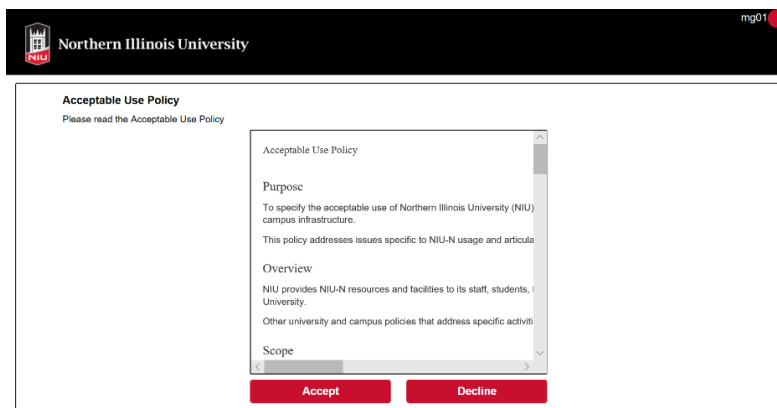 mg01
NIU
Northern Illinois University
Acceptable Use Policy
Please read the Acceptable Use Policy
Acceptable Use Policy
Purpose
To specify the acceptable use of Northern Illinois University (NIU)
campus infrastructure.
This policy addresses issues specific to NIU-N usage and articula
Overview
NIU provides NIU-N resources and facilities to its staff, students,
University.
Other university and campus policies that address specific activiti
Scope
Accept
Decline